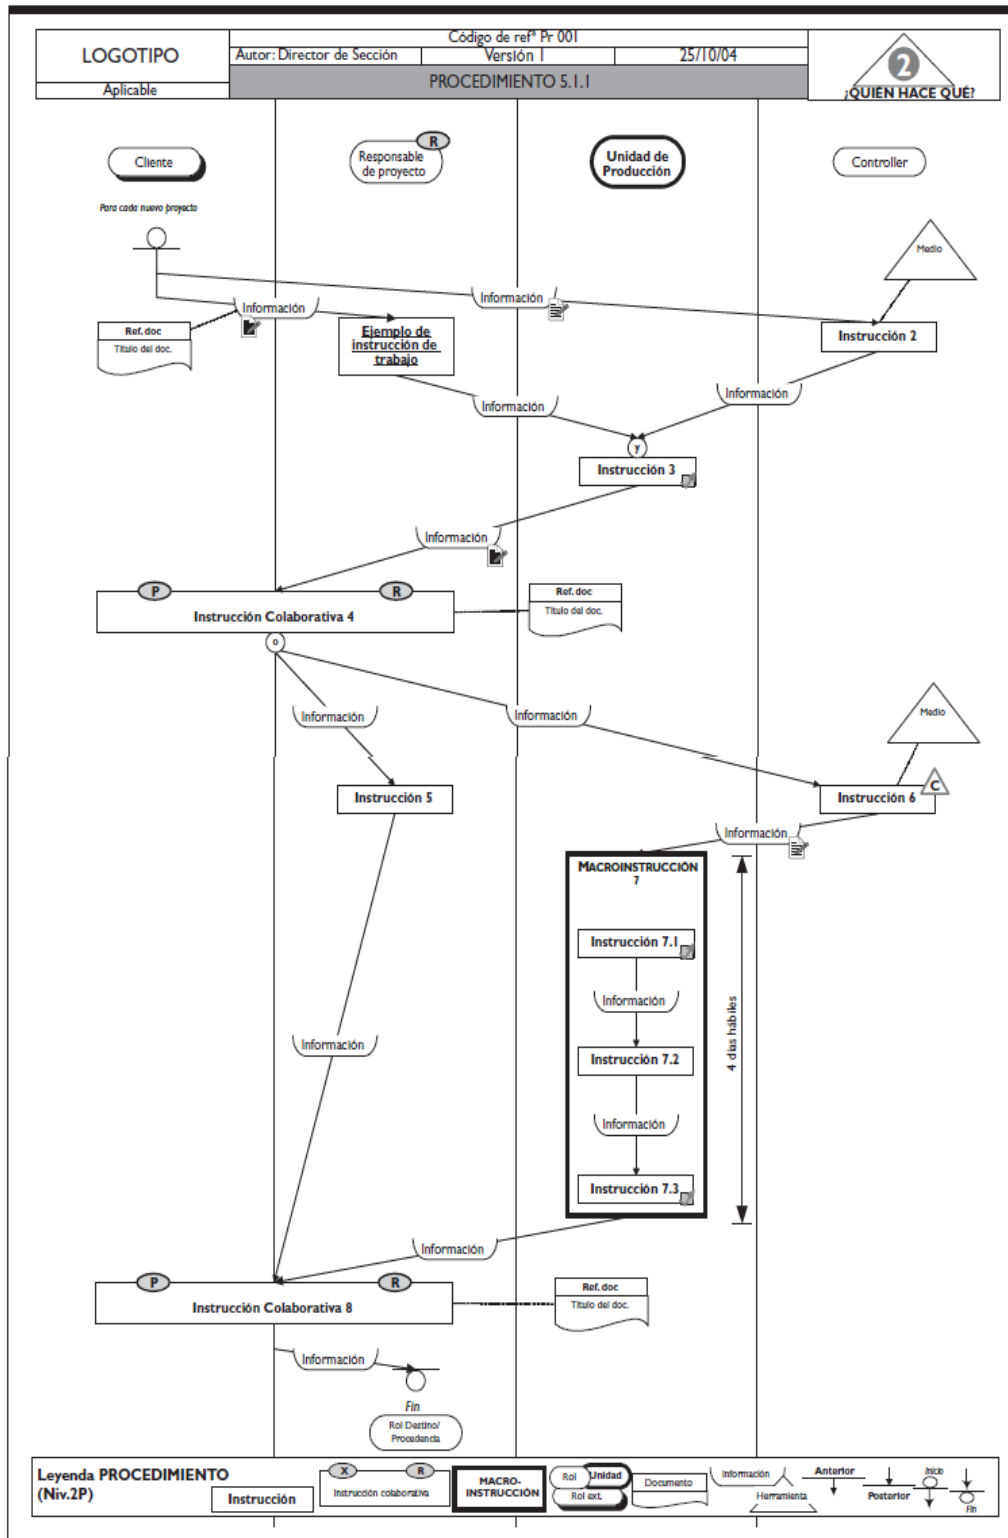 LOGOTIPO
Código de refª Pr 001
Autor: Director de Sección
Versión 1
25/10/04
PROCEDIMIENTO 5.1.1
Aplicable
2
¿QUIÉN HACE QUÉ?
Cliente
R
Responsable
de proyecto
Unidad de
Producción
Controller
Para cada nuevo proyecto
Medio
Información
Información
Ref. doc
Título del doc.
Ejemplo de
instrucción de
trabajo
Instrucción 2
Información
Información
y
Instrucción 3
Información
P
R
Instrucción Colaborativa 4
Ref. doc
Título del doc.
o
Información
Información
Medio
Instrucción 5
Instrucción 6
C
Información
MACROINSTRUCCIÓN
7
Instrucción 7.1
Información
Instrucción 7.2
Información
Instrucción 7.3
4 días hábiles
Información
Información
P
R
Instrucción Colaborativa 8
Ref. doc
Título del doc.
Información
Fin
Rol Destino/
Procedencia
Leyenda PROCEDIMIENTO
(Niv.2P)
Instrucción
X
R
Instrucción colaborativa
MACRO-
INSTRUCCIÓN
Rol
Unidad
Rol ext.
Documento
Información
Herramienta
Anterior
Posterior
Inicio
Fin